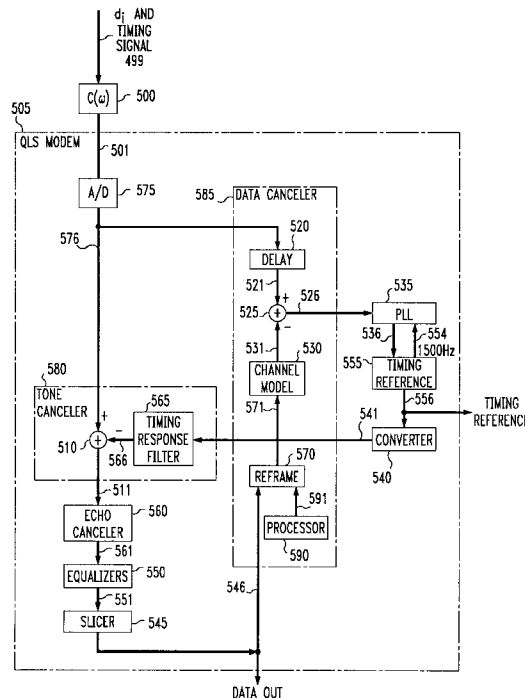 di AND
TIMING
SIGNAL
499
C(ω)
500
505
QLS MODEM
501
A/D
575
576
585
DATA CANCELER
520
DELAY
521
+
525
+
526
−
535
PLL
536
554
1500Hz
531
530
CHANNEL
MODEL
555
TIMING
REFERENCE
556
TIMING
REFERENCE
571
580
TONE
CANCELER
565
TIMING
RESPONSE
FILTER
541
CONVERTER
540
+
−
510
+
566
511
570
REFRAME
591
PROCESSOR
590
ECHO
CANCELER
560
561
EQUALIZERS
550
551
546
SLICER
545
DATA OUT